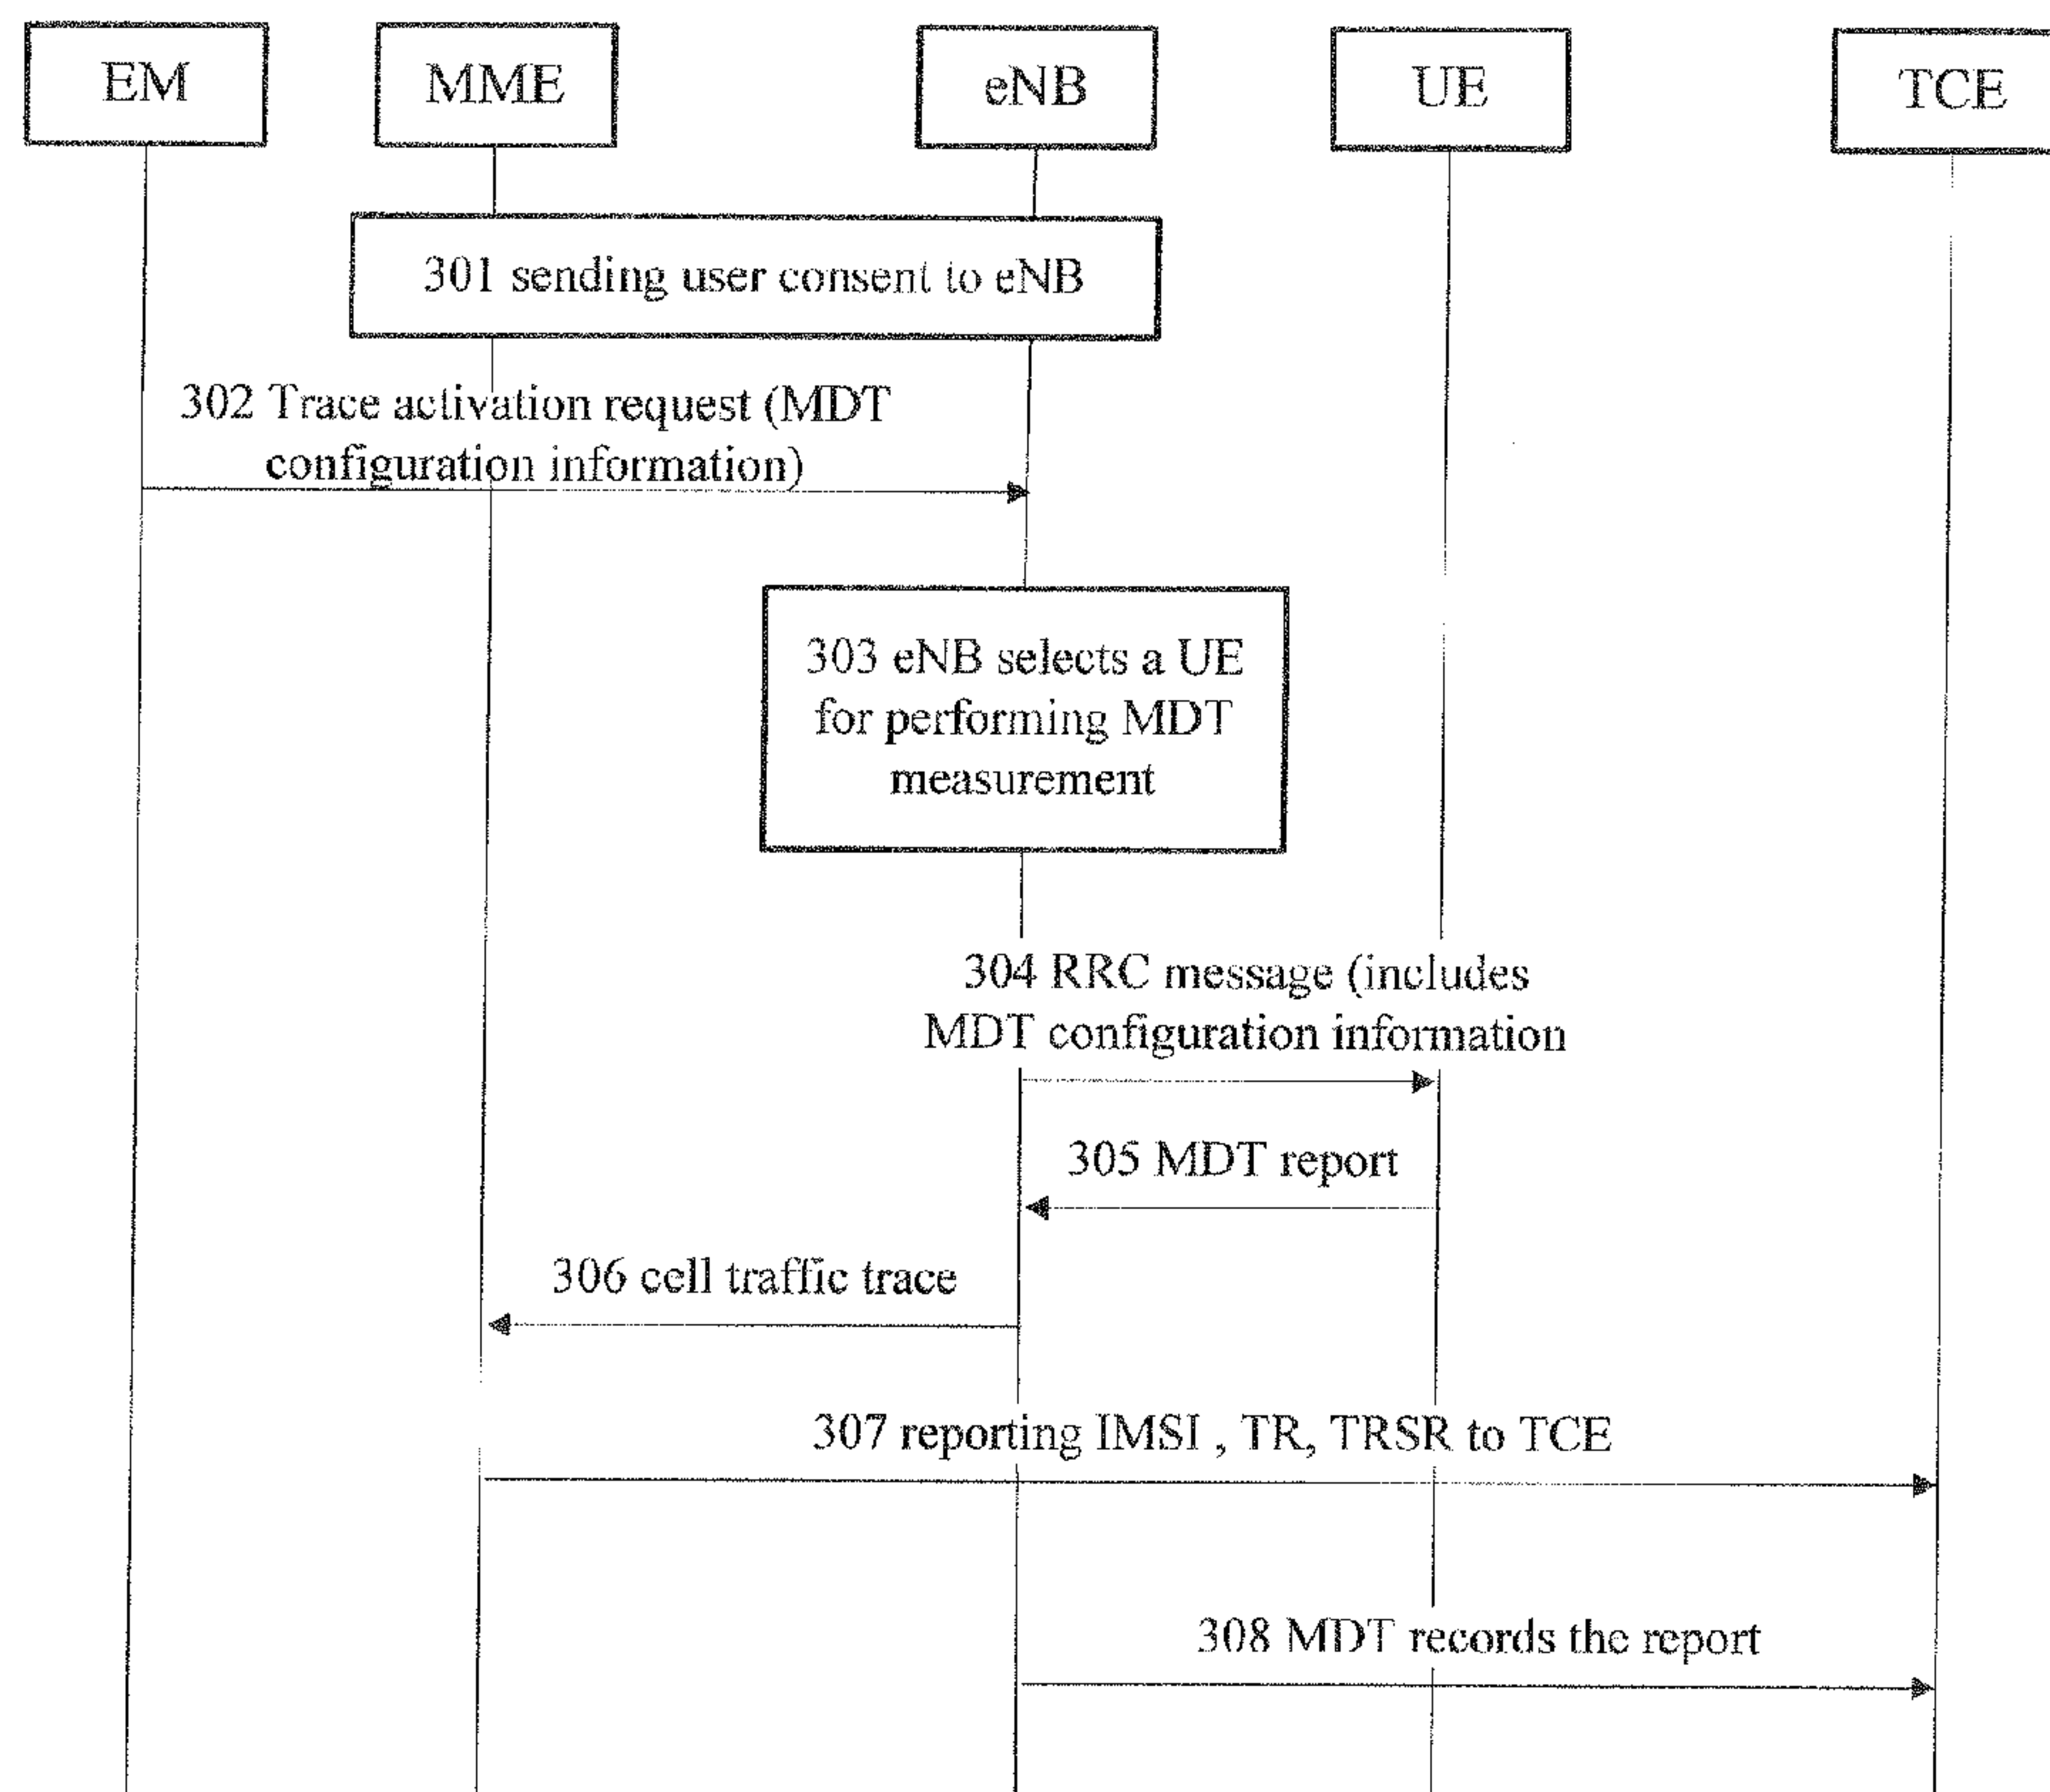 EM
MME
eNB
UE
TCE
301 sending user consent to eNB
302 Trace activation request (MDT
configuration information)
303 eNB selects a UE
for performing MDT
measurement
304 RRC message (includes
MDT configuration information
305 MDT report
306 cell traffic trace
307 reporting IMSI , TR, TRSR to TCE
308 MDT records the report